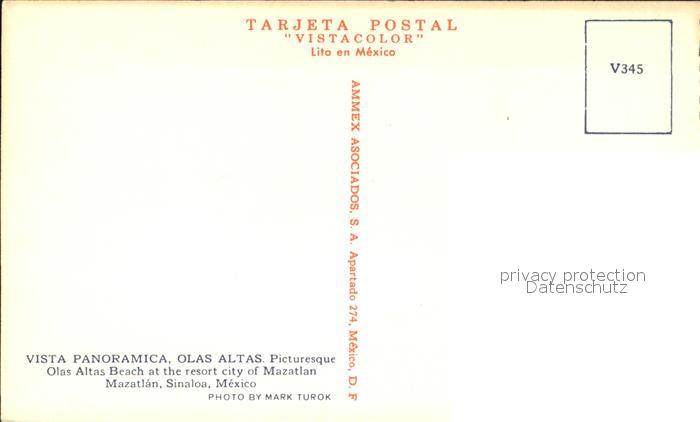 TARJETA POSTAL
"VISTACOLOR"
Lito en México
V345
AMMEX ASOCIADOS, S. A. Apartado 274, México, D. F
privacy protection
Datenschutz
VISTA PANORAMICA, OLAS ALTAS. Picturesque
Olas Altas Beach at the resort city of Mazatlan
Mazatlán, Sinaloa, México
PHOTO BY MARK TUROK